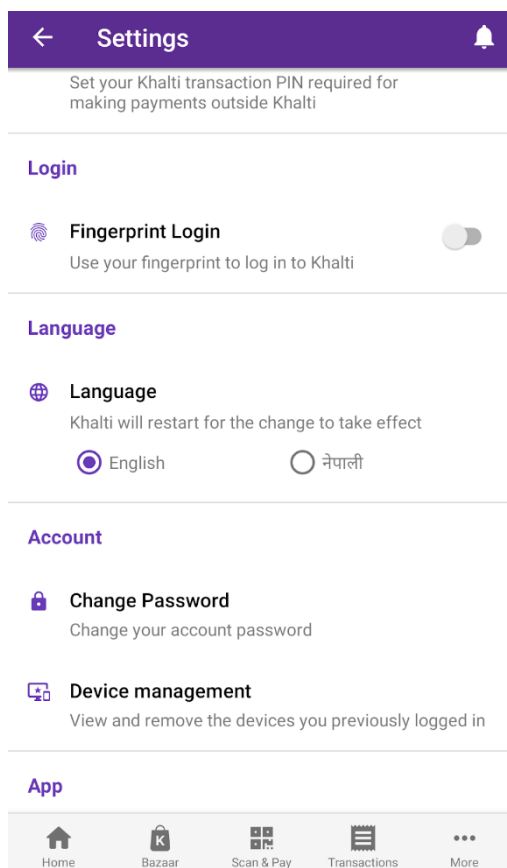 Settings
Set your Khalti transaction PIN required for
making payments outside Khalti
Login
Fingerprint Login
Use your fingerprint to log in to Khalti
Language
Language
Khalti will restart for the change to take effect
English नेपाली
Account
Change Password
Change your account password
Device management
View and remove the devices you previously logged in
App
K
Home Bazaar Scan & Pay Transactions More